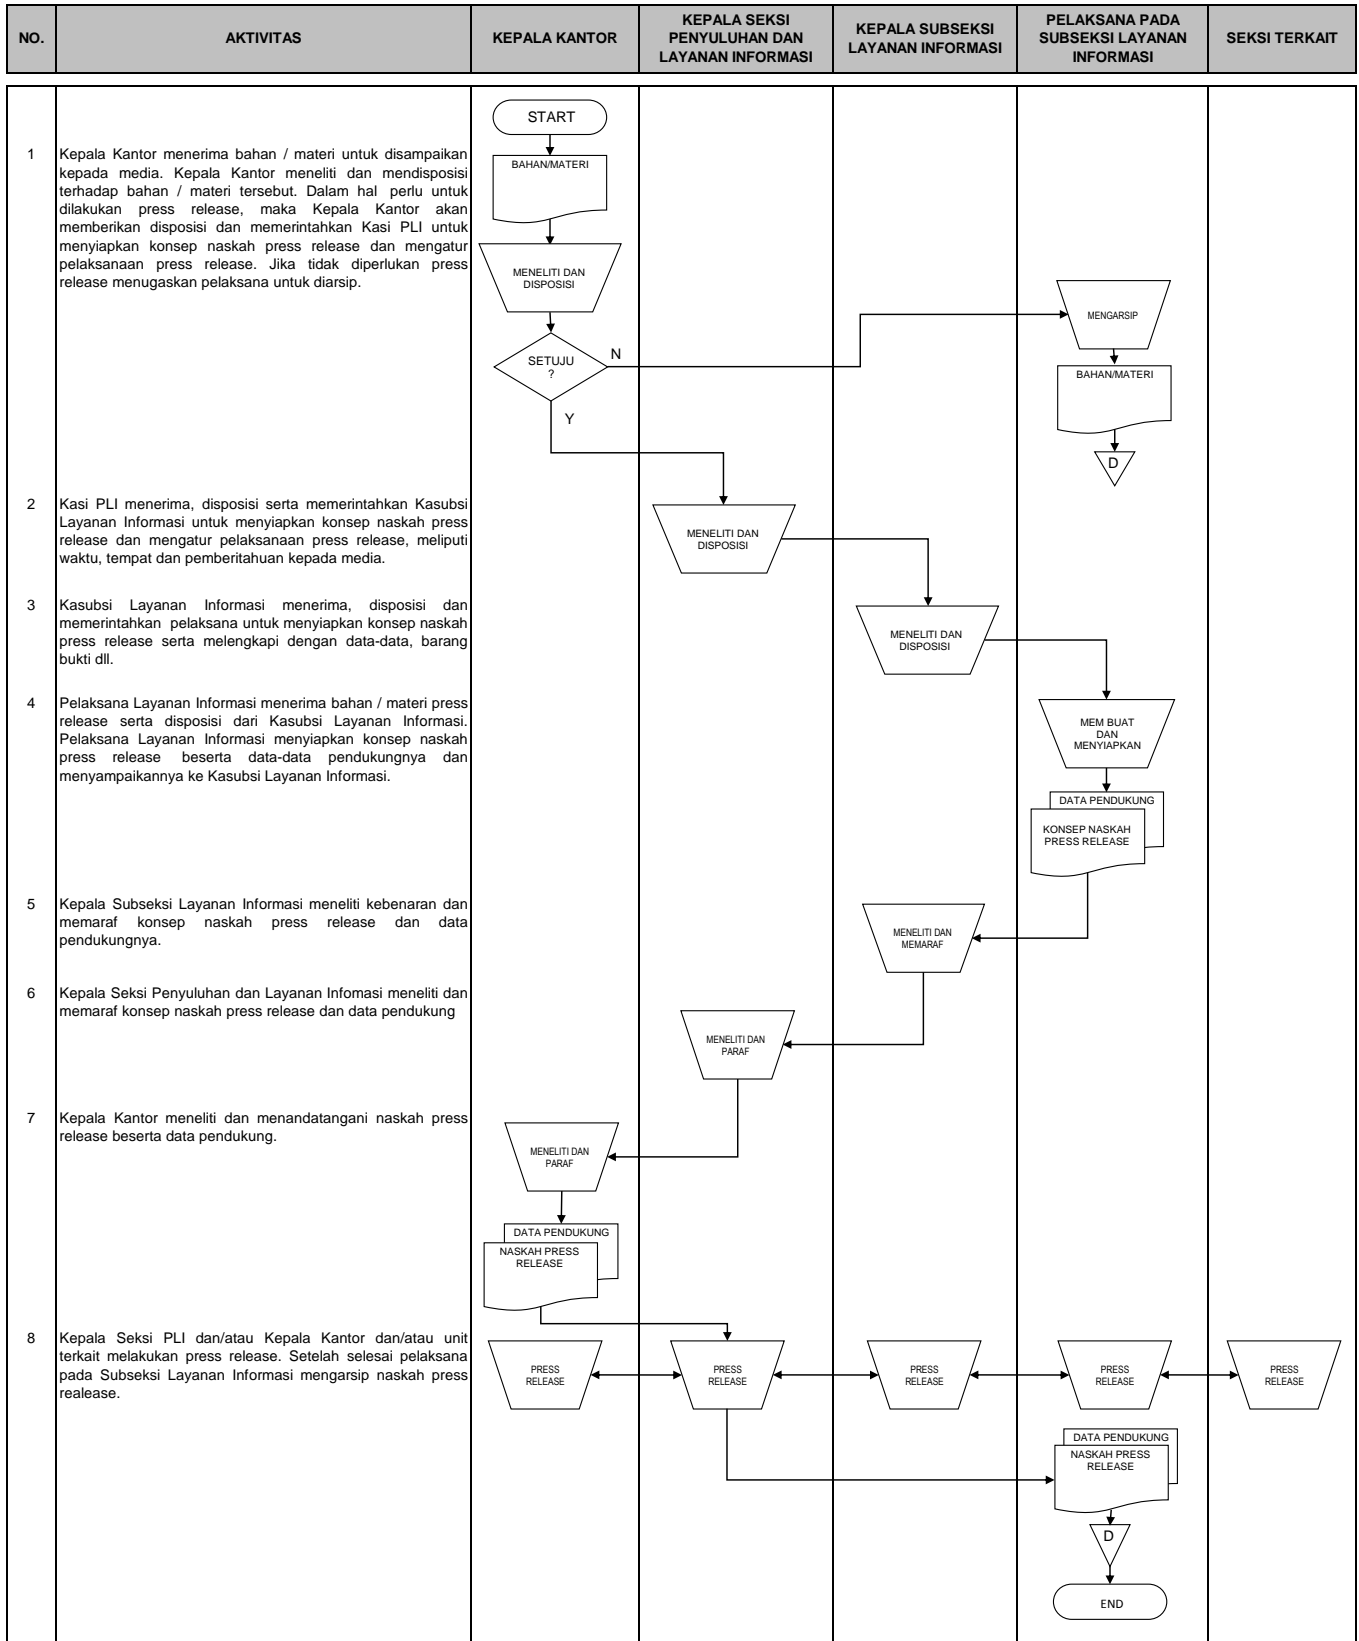 NO.
AKTIVITAS
KEPALA KANTOR
KEPALA SEKSI
PENYULUHAN DAN
LAYANAN INFORMASI
KEPALA SUBSEKSI
LAYANAN INFORMASI
PELAKSANA PADA
SUBSEKSI LAYANAN
INFORMASI
SEKSI TERKAIT
START
1
Kepala Kantor menerima bahan / materi untuk disampaikan
kepada media. Kepala Kantor meneliti dan mendisposisi
terhadap bahan / materi tersebut. Dalam hal perlu untuk
dilakukan press release, maka Kepala Kantor akan
memberikan disposisi dan memerintahkan Kasi PLI untuk
menyiapkan konsep naskah press release dan mengatur
pelaksanaan press release. Jika tidak diperlukan press
release menugaskan pelaksana untuk diarsip.
BAHAN/MATERI
MENELITI DAN
DISPOSISI
SETUJU
?
N
Y
MENGARSIP
BAHAN/MATERI
D
2
Kasi PLI menerima, disposisi serta memerintahkan Kasubsi
Layanan Informasi untuk menyiapkan konsep naskah press
release dan mengatur pelaksanaan press release, meliputi
waktu, tempat dan pemberitahuan kepada media.
MENELITI DAN
DISPOSISI
3
Kasubsi Layanan Informasi menerima, disposisi dan
memerintahkan pelaksana untuk menyiapkan konsep naskah
press release serta melengkapi dengan data-data, barang
bukti dll.
MENELITI DAN
DISPOSISI
4
Pelaksana Layanan Informasi menerima bahan / materi press
release serta disposisi dari Kasubsi Layanan Informasi.
Pelaksana Layanan Informasi menyiapkan konsep naskah
press release beserta data-data pendukungnya dan
menyampaikannya ke Kasubsi Layanan Informasi.
MEM BUAT
DAN
MENYIAPKAN
DATA PENDUKUNG
KONSEP NASKAH
PRESS RELEASE
5
Kepala Subseksi Layanan Informasi meneliti kebenaran dan
memaraf konsep naskah press release dan data
pendukungnya.
MENELITI DAN
MEMARAF
6
Kepala Seksi Penyuluhan dan Layanan Infomasi meneliti dan
memaraf konsep naskah press release dan data pendukung
MENELITI DAN
PARAF
7
Kepala Kantor meneliti dan menandatangani naskah press
release beserta data pendukung.
MENELITI DAN
PARAF
DATA PENDUKUNG
NASKAH PRESS
RELEASE
8
Kepala Seksi PLI dan/atau Kepala Kantor dan/atau unit
terkait melakukan press release. Setelah selesai pelaksana
pada Subseksi Layanan Informasi mengarsip naskah press
realease.
PRESS
RELEASE
PRESS
RELEASE
PRESS
RELEASE
PRESS
RELEASE
PRESS
RELEASE
DATA PENDUKUNG
NASKAH PRESS
RELEASE
D
END